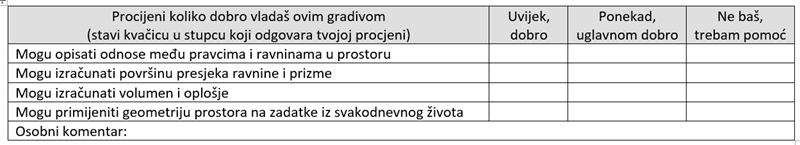 Procijeni koliko dobro vladaš ovim gradivom
(stavi kvačicu u stupcu koji odgovara tvojoj procjeni)
Uvijek,
dobro
Ponekad,
uglavnom dobro
Ne baš,
trebam pomoć
Mogu opisati odnose među pravcima i ravninama u prostoru
Mogu izračunati površinu presjeka ravnine i prizme
Mogu izračunati volumen i oplošje
Mogu primijeniti geometriju prostora na zadatke iz svakodnevnog života
Osobni komentar: